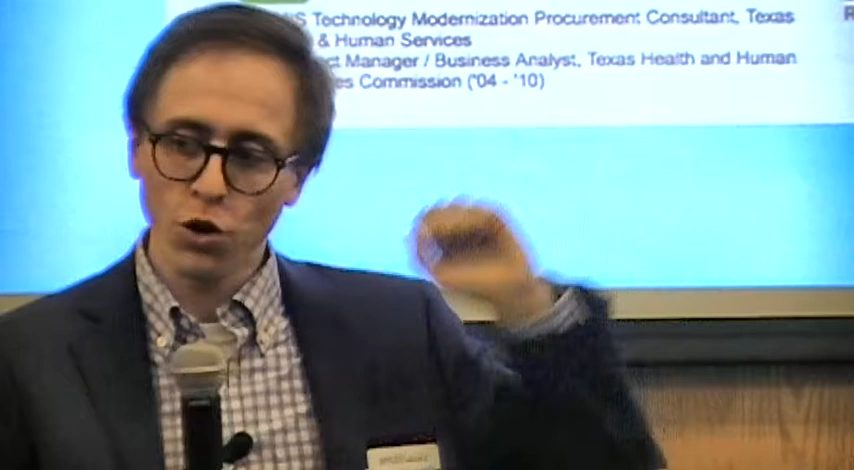 S Technology Modernization Procurement Consultant, Texas
& Human Services
ct Manager / Business Analyst, Texas Health and Human
es Commission ('04 - '10)
R